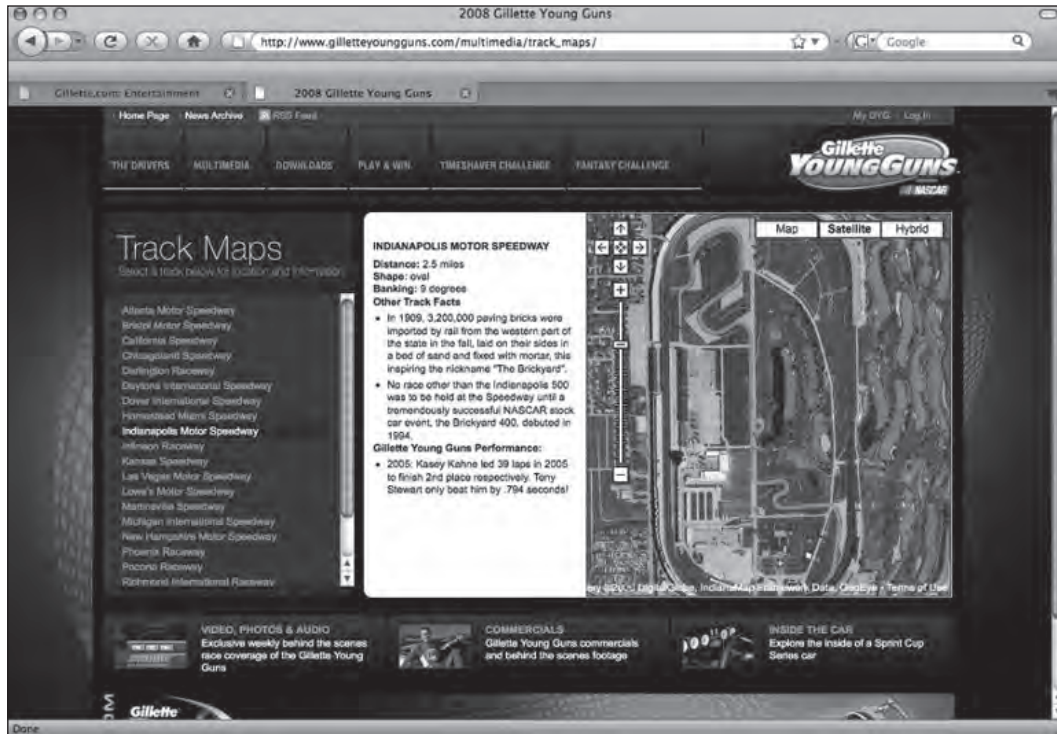 2008 Gillette Young Guns
http://www.gilletteyoungguns.com/multimedia/track_maps/
Google
Gillette.com: Entertainment
2008 Gillette Young Guns
Home Page
News Archive
RSS Feed
My GYG
Log In
THE DRIVERS
MULTIMEDIA
DOWNLOADS
PLAY & WIN
TIMESHAVER CHALLENGE
FANTASY CHALLENGE
Gillette
YOUNGGUNS
NASCAR
Track Maps
Select a track below for location and information
Atlanta Motor Speedway
Bristol Motor Speedway
California Speedway
Chicagoland Speedway
Darlington Raceway
Daytona International Speedway
Dover International Speedway
Homestead Miami Speedway
Indianapolis Motor Speedway
Infineon Raceway
Kansas Speedway
Las Vegas Motor Speedway
Lowe's Motor Speedway
Martinsville Speedway
Michigan International Speedway
New Hampshire Motor Speedway
Phoenix Raceway
Pocono Raceway
Richmond International Raceway
INDIANAPOLIS MOTOR SPEEDWAY
Distance: 2.5 miles
Shape: oval
Banking: 9 degrees
Other Track Facts
• In 1909, 3,200,000 paving bricks were
imported by rail from the western part of
the state in the fall, laid on their sides in
a bed of sand and fixed with mortar, this
inspiring the nickname "The Brickyard".
• No race other than the Indianapolis 500
was to be held at the Speedway until a
tremendously successful NASCAR stock
car event, the Brickyard 400, debuted in
1994.
Gillette Young Guns Performance:
• 2005: Kasey Kahne led 39 laps in 2005
to finish 2nd place respectively. Tony
Stewart only beat him by .794 seconds!
Map
Satellite
Hybrid
DigitalGlobe, IndianaMap Framework Data, GeoEye - Terms of Use
VIDEO, PHOTOS & AUDIO
Exclusive weekly behind the scenes
race coverage of the Gillette Young
Guns
COMMERCIALS
Gillette Young Guns commercials
and behind the scenes footage
INSIDE THE CAR
Explore the inside of a Sprint Cup
Series car
Gillette
Done